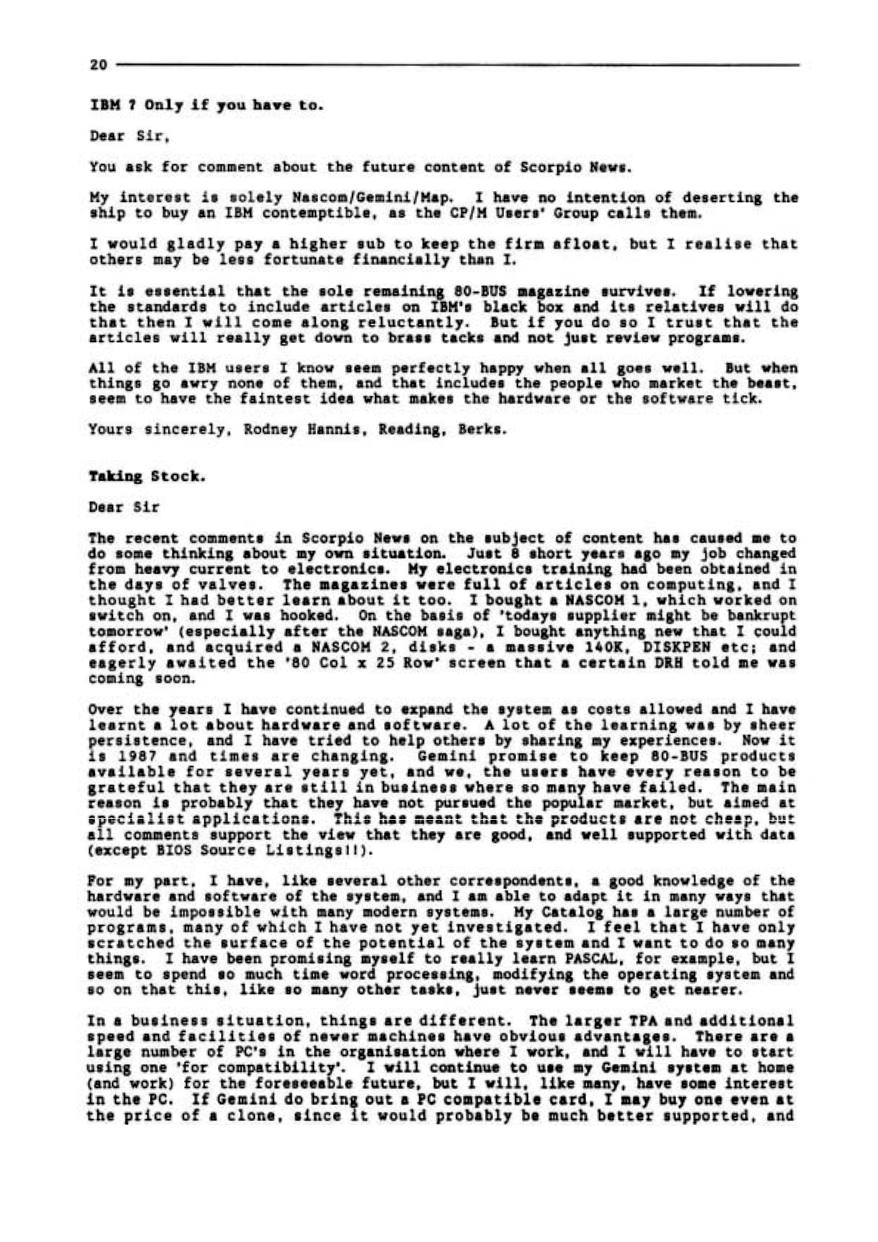 20
IBM ? Only if you have to.
Dear Sir,
You ask for comment about the future content of Scorpio News.
My interest is solely Nascom/Gemini/Map. I have no intention of deserting the
ship to buy an IBM contemptible, as the CP/M Users' Group calls them.
I would gladly pay a higher sub to keep the firm afloat, but I realise that
others may be less fortunate financially than I.
It is essential that the sole remaining 80-BUS magazine survives. If lowering
the standards to include articles on IBM's black box and its relatives will do
that then I will come along reluctantly. But if you do so I trust that the
articles will really get down to brass tacks and not just review programs.
All of the IBM users I know seem perfectly happy when all goes well. But when
things go awry none of them, and that includes the people who market the beast,
seem to have the faintest idea what makes the hardware or the software tick.
Yours sincerely, Rodney Hannis, Reading, Berks.
Taking Stock.
Dear Sir
The recent comments in Scorpio News on the subject of content has caused me to
do some thinking about my own situation. Just 8 short years ago my job changed
from heavy current to electronics. My electronics training had been obtained in
the days of valves. The magazines were full of articles on computing, and I
thought I had better learn about it too. I bought a NASCOM 1, which worked on
switch on, and I was hooked. On the basis of 'todays supplier might be bankrupt
tomorrow' (especially after the NASCOM saga), I bought anything new that I could
afford, and acquired a NASCOM 2, disks - a massive 140K, DISKPEN etc; and
eagerly awaited the '80 Col x 25 Row' screen that a certain DRH told me was
coming soon.
Over the years I have continued to expand the system as costs allowed and I have
learnt a lot about hardware and software. A lot of the learning was by sheer
persistence, and I have tried to help others by sharing my experiences. Now it
is 1987 and times are changing. Gemini promise to keep 80-BUS products
available for several years yet, and we, the users have every reason to be
grateful that they are still in business where so many have failed. The main
reason is probably that they have not pursued the popular market, but aimed at
specialist applications. This has meant that the products are not cheap, but
all comments support the view that they are good, and well supported with data
(except BIOS Source Listings!!).
For my part, I have, like several other correspondents, a good knowledge of the
hardware and software of the system, and I am able to adapt it in many ways that
would be impossible with many modern systems. My Catalog has a large number of
programs, many of which I have not yet investigated. I feel that I have only
scratched the surface of the potential of the system and I want to do so many
things. I have been promising myself to really learn PASCAL, for example, but I
seem to spend so much time word processing, modifying the operating system and
so on that this, like so many other tasks, just never seems to get nearer.
In a business situation, things are different. The larger TPA and additional
speed and facilities of newer machines have obvious advantages. There are a
large number of PC's in the organisation where I work, and I will have to start
using one 'for compatibility'. I will continue to use my Gemini system at home
(and work) for the foreseeable future, but I will, like many, have some interest
in the PC. If Gemini do bring out a PC compatible card, I may buy one even at
the price of a clone, since it would probably be much better supported, and